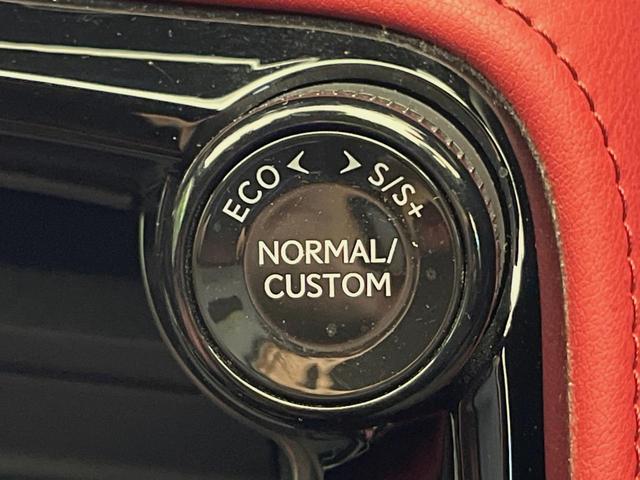 ECO
S/S+
NORMAL/
CUSTOM